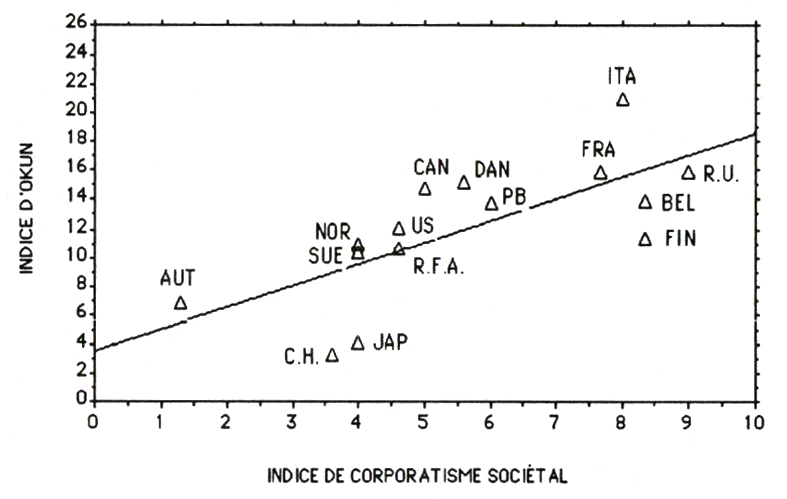 26
24
22
20
18
16
14
12
10
8
6
4
2
0
0 1 2 3 4 5 6 7 8 9 10
INDICE D'OKUN
ITA
FRA
CAN DAN
R.U.
PB BEL
NOR US
SUE R.F.A. FIN
AUT
C.H. JAP
INDICE DE CORPORATISME SOCIÉTAL